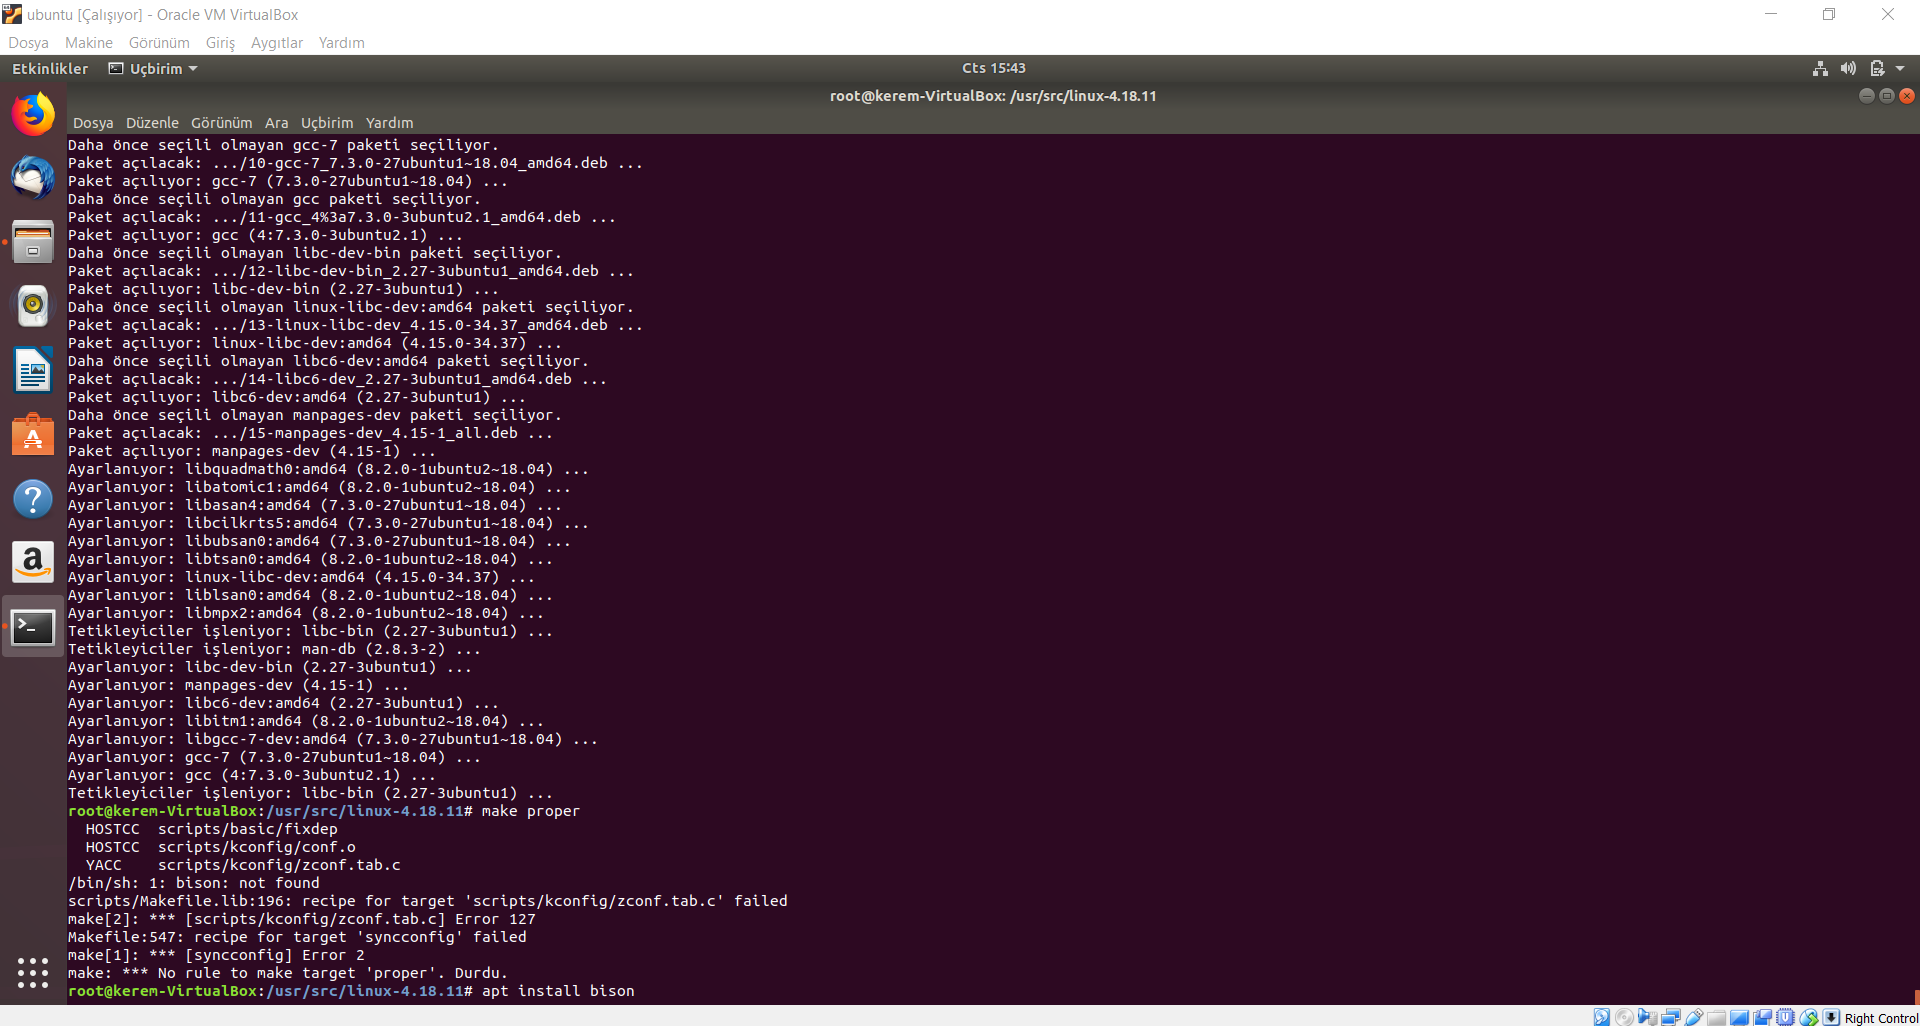 ubuntu [Çalışıyor] - Oracle VM VirtualBox
Dosya Makine Görünüm Giriş Aygıtlar Yardım
Etkinlikler Uçbirim Cts 15:43
root@kerem-VirtualBox: /usr/src/linux-4.18.11
Dosya Düzenle Görünüm Ara Uçbirim Yardım
Daha önce seçili olmayan gcc-7 paketi seçiliyor.
Paket açılacak: .../10-gcc-7_7.3.0-27ubuntu1~18.04_amd64.deb ...
Paket açılıyor: gcc-7 (7.3.0-27ubuntu1~18.04) ...
Daha önce seçili olmayan gcc paketi seçiliyor.
Paket açılacak: .../11-gcc_4%3a7.3.0-3ubuntu2.1_amd64.deb ...
Paket açılıyor: gcc (4:7.3.0-3ubuntu2.1) ...
Daha önce seçili olmayan libc-dev-bin paketi seçiliyor.
Paket açılacak: .../12-libc-dev-bin_2.27-3ubuntu1_amd64.deb ...
Paket açılıyor: libc-dev-bin (2.27-3ubuntu1) ...
Daha önce seçili olmayan linux-libc-dev:amd64 paketi seçiliyor.
Paket açılacak: .../13-linux-libc-dev_4.15.0-34.37_amd64.deb ...
Paket açılıyor: linux-libc-dev:amd64 (4.15.0-34.37) ...
Daha önce seçili olmayan libc6-dev:amd64 paketi seçiliyor.
Paket açılacak: .../14-libc6-dev_2.27-3ubuntu1_amd64.deb ...
Paket açılıyor: libc6-dev:amd64 (2.27-3ubuntu1) ...
Daha önce seçili olmayan manpages-dev paketi seçiliyor.
Paket açılacak: .../15-manpages-dev_4.15-1_all.deb ...
Paket açılıyor: manpages-dev (4.15-1) ...
Ayarlanıyor: libquadmath0:amd64 (8.2.0-1ubuntu2~18.04) ...
Ayarlanıyor: libatomic1:amd64 (8.2.0-1ubuntu2~18.04) ...
Ayarlanıyor: libasan4:amd64 (7.3.0-27ubuntu1~18.04) ...
Ayarlanıyor: libcilkrts5:amd64 (7.3.0-27ubuntu1~18.04) ...
Ayarlanıyor: libubsan0:amd64 (7.3.0-27ubuntu1~18.04) ...
Ayarlanıyor: libtsan0:amd64 (8.2.0-1ubuntu2~18.04) ...
Ayarlanıyor: linux-libc-dev:amd64 (4.15.0-34.37) ...
Ayarlanıyor: liblsan0:amd64 (8.2.0-1ubuntu2~18.04) ...
Ayarlanıyor: libmpx2:amd64 (8.2.0-1ubuntu2~18.04) ...
Tetikleyiciler işleniyor: libc-bin (2.27-3ubuntu1) ...
Tetikleyiciler işleniyor: man-db (2.8.3-2) ...
Ayarlanıyor: libc-dev-bin (2.27-3ubuntu1) ...
Ayarlanıyor: manpages-dev (4.15-1) ...
Ayarlanıyor: libc6-dev:amd64 (2.27-3ubuntu1) ...
Ayarlanıyor: libitm1:amd64 (8.2.0-1ubuntu2~18.04) ...
Ayarlanıyor: libgcc-7-dev:amd64 (7.3.0-27ubuntu1~18.04) ...
Ayarlanıyor: gcc-7 (7.3.0-27ubuntu1~18.04) ...
Ayarlanıyor: gcc (4:7.3.0-3ubuntu2.1) ...
Tetikleyiciler işleniyor: libc-bin (2.27-3ubuntu1) ...
root@kerem-VirtualBox:/usr/src/linux-4.18.11# make proper
HOSTCC scripts/basic/fixdep
HOSTCC scripts/kconfig/conf.o
YACC scripts/kconfig/zconf.tab.c
/bin/sh: 1: bison: not found
scripts/Makefile.lib:196: recipe for target 'scripts/kconfig/zconf.tab.c' failed
make[2]: *** [scripts/kconfig/zconf.tab.c] Error 127
Makefile:547: recipe for target 'syncconfig' failed
make[1]: *** [syncconfig] Error 2
make: *** No rule to make target 'proper'. Durdu.
root@kerem-VirtualBox:/usr/src/linux-4.18.11# apt install bison
Right Control